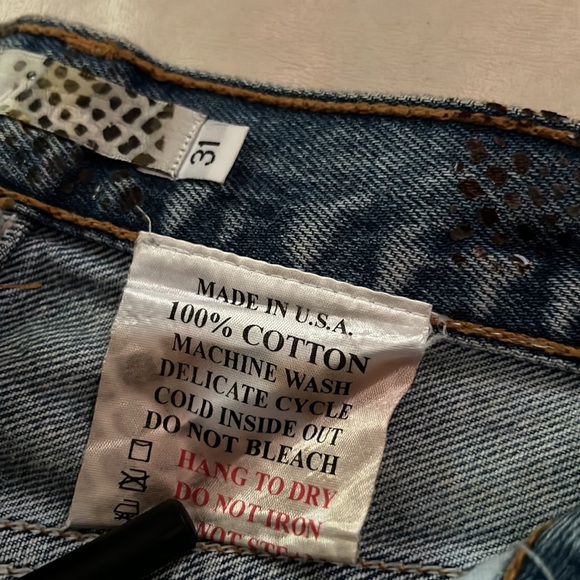 31
MADE IN U.S.A.
100% COTTON
MACHINE WASH
DELICATE CYCLE
COLD INSIDE OUT
DO NOT BLEACH
HANG TO DRY
DO NOT IRON
NOT